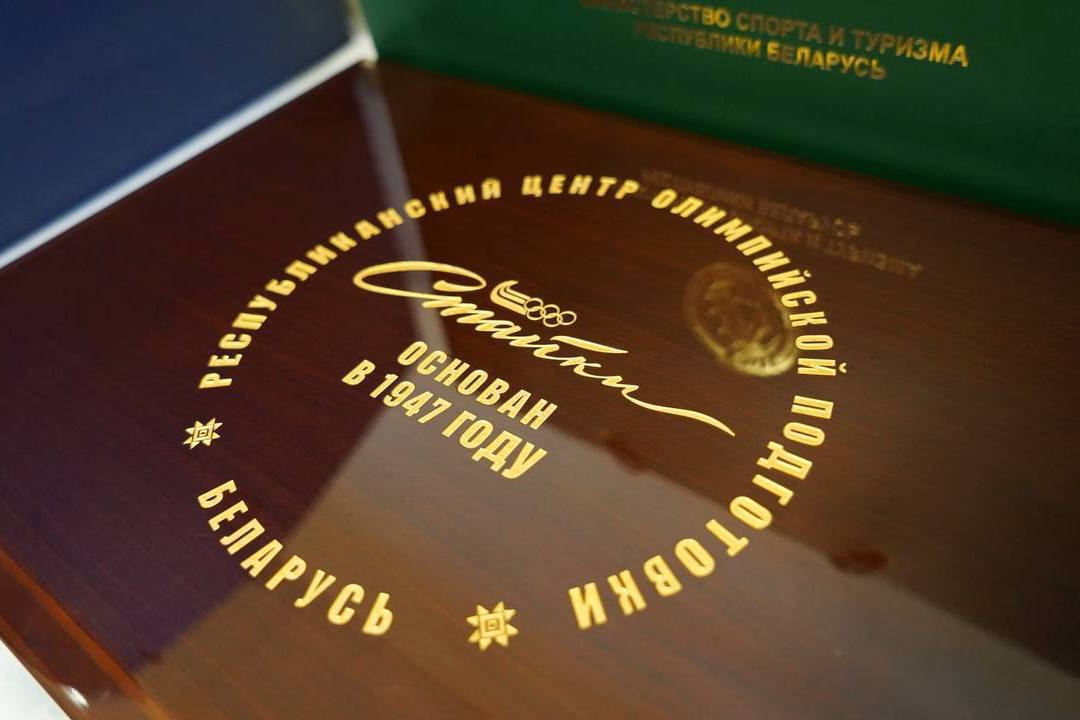 МИНИСТЕРСТВО СПОРТА И ТУРИЗМА
РЕСПУБЛИКИ БЕЛАРУСЬ
РЕСПУБЛИКАНСКИЙ ЦЕНТР ОЛИМПИЙСКОЙ ПОДГОТОВКИ
Стайки
ОСНОВАН
В 1947 ГОДУ
БЕЛАРУСЬ